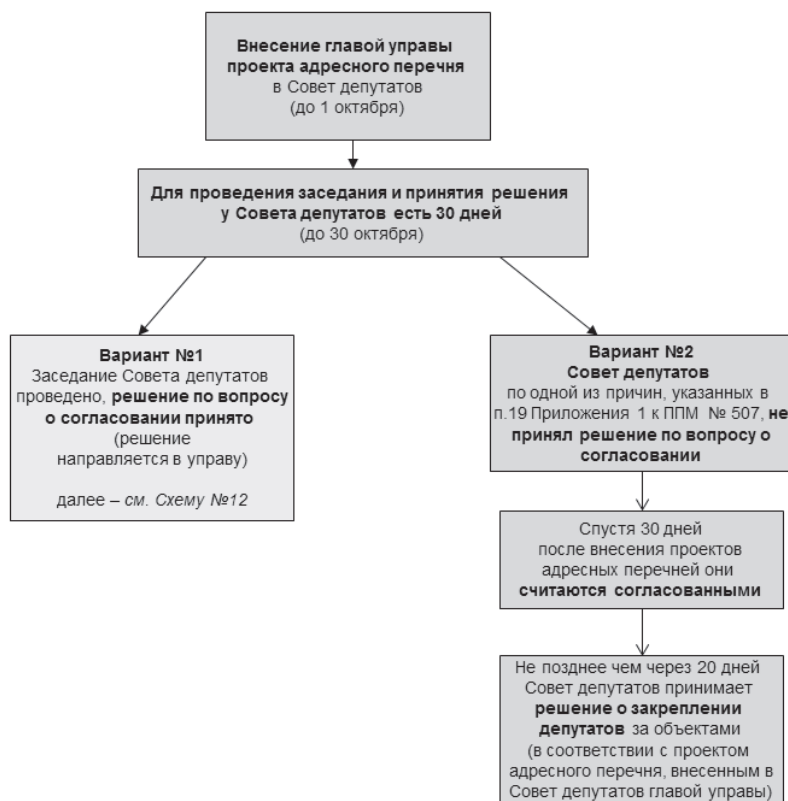 Внесение главой управы
проекта адресного перечня
в Совет депутатов
(до 1 октября)
Для проведения заседания и принятия решения
у Совета депутатов есть 30 дней
(до 30 октября)
Вариант №1
Заседание Совета депутатов
проведено, решение по вопросу
о согласовании принято
(решение
направляется в управу)
далее – см. Схему №12
Вариант №2
Совет депутатов
по одной из причин, указанных в
п.19 Приложения 1 к ППМ № 507, не
принял решение по вопросу о
согласовании
Спустя 30 дней
после внесения проектов
адресных перечней они
считаются согласованными
Не позднее чем через 20 дней
Совет депутатов принимает
решение о закреплении
депутатов за объектами
(в соответствии с проектом
адресного перечня, внесенным в
Совет депутатов главой управы)